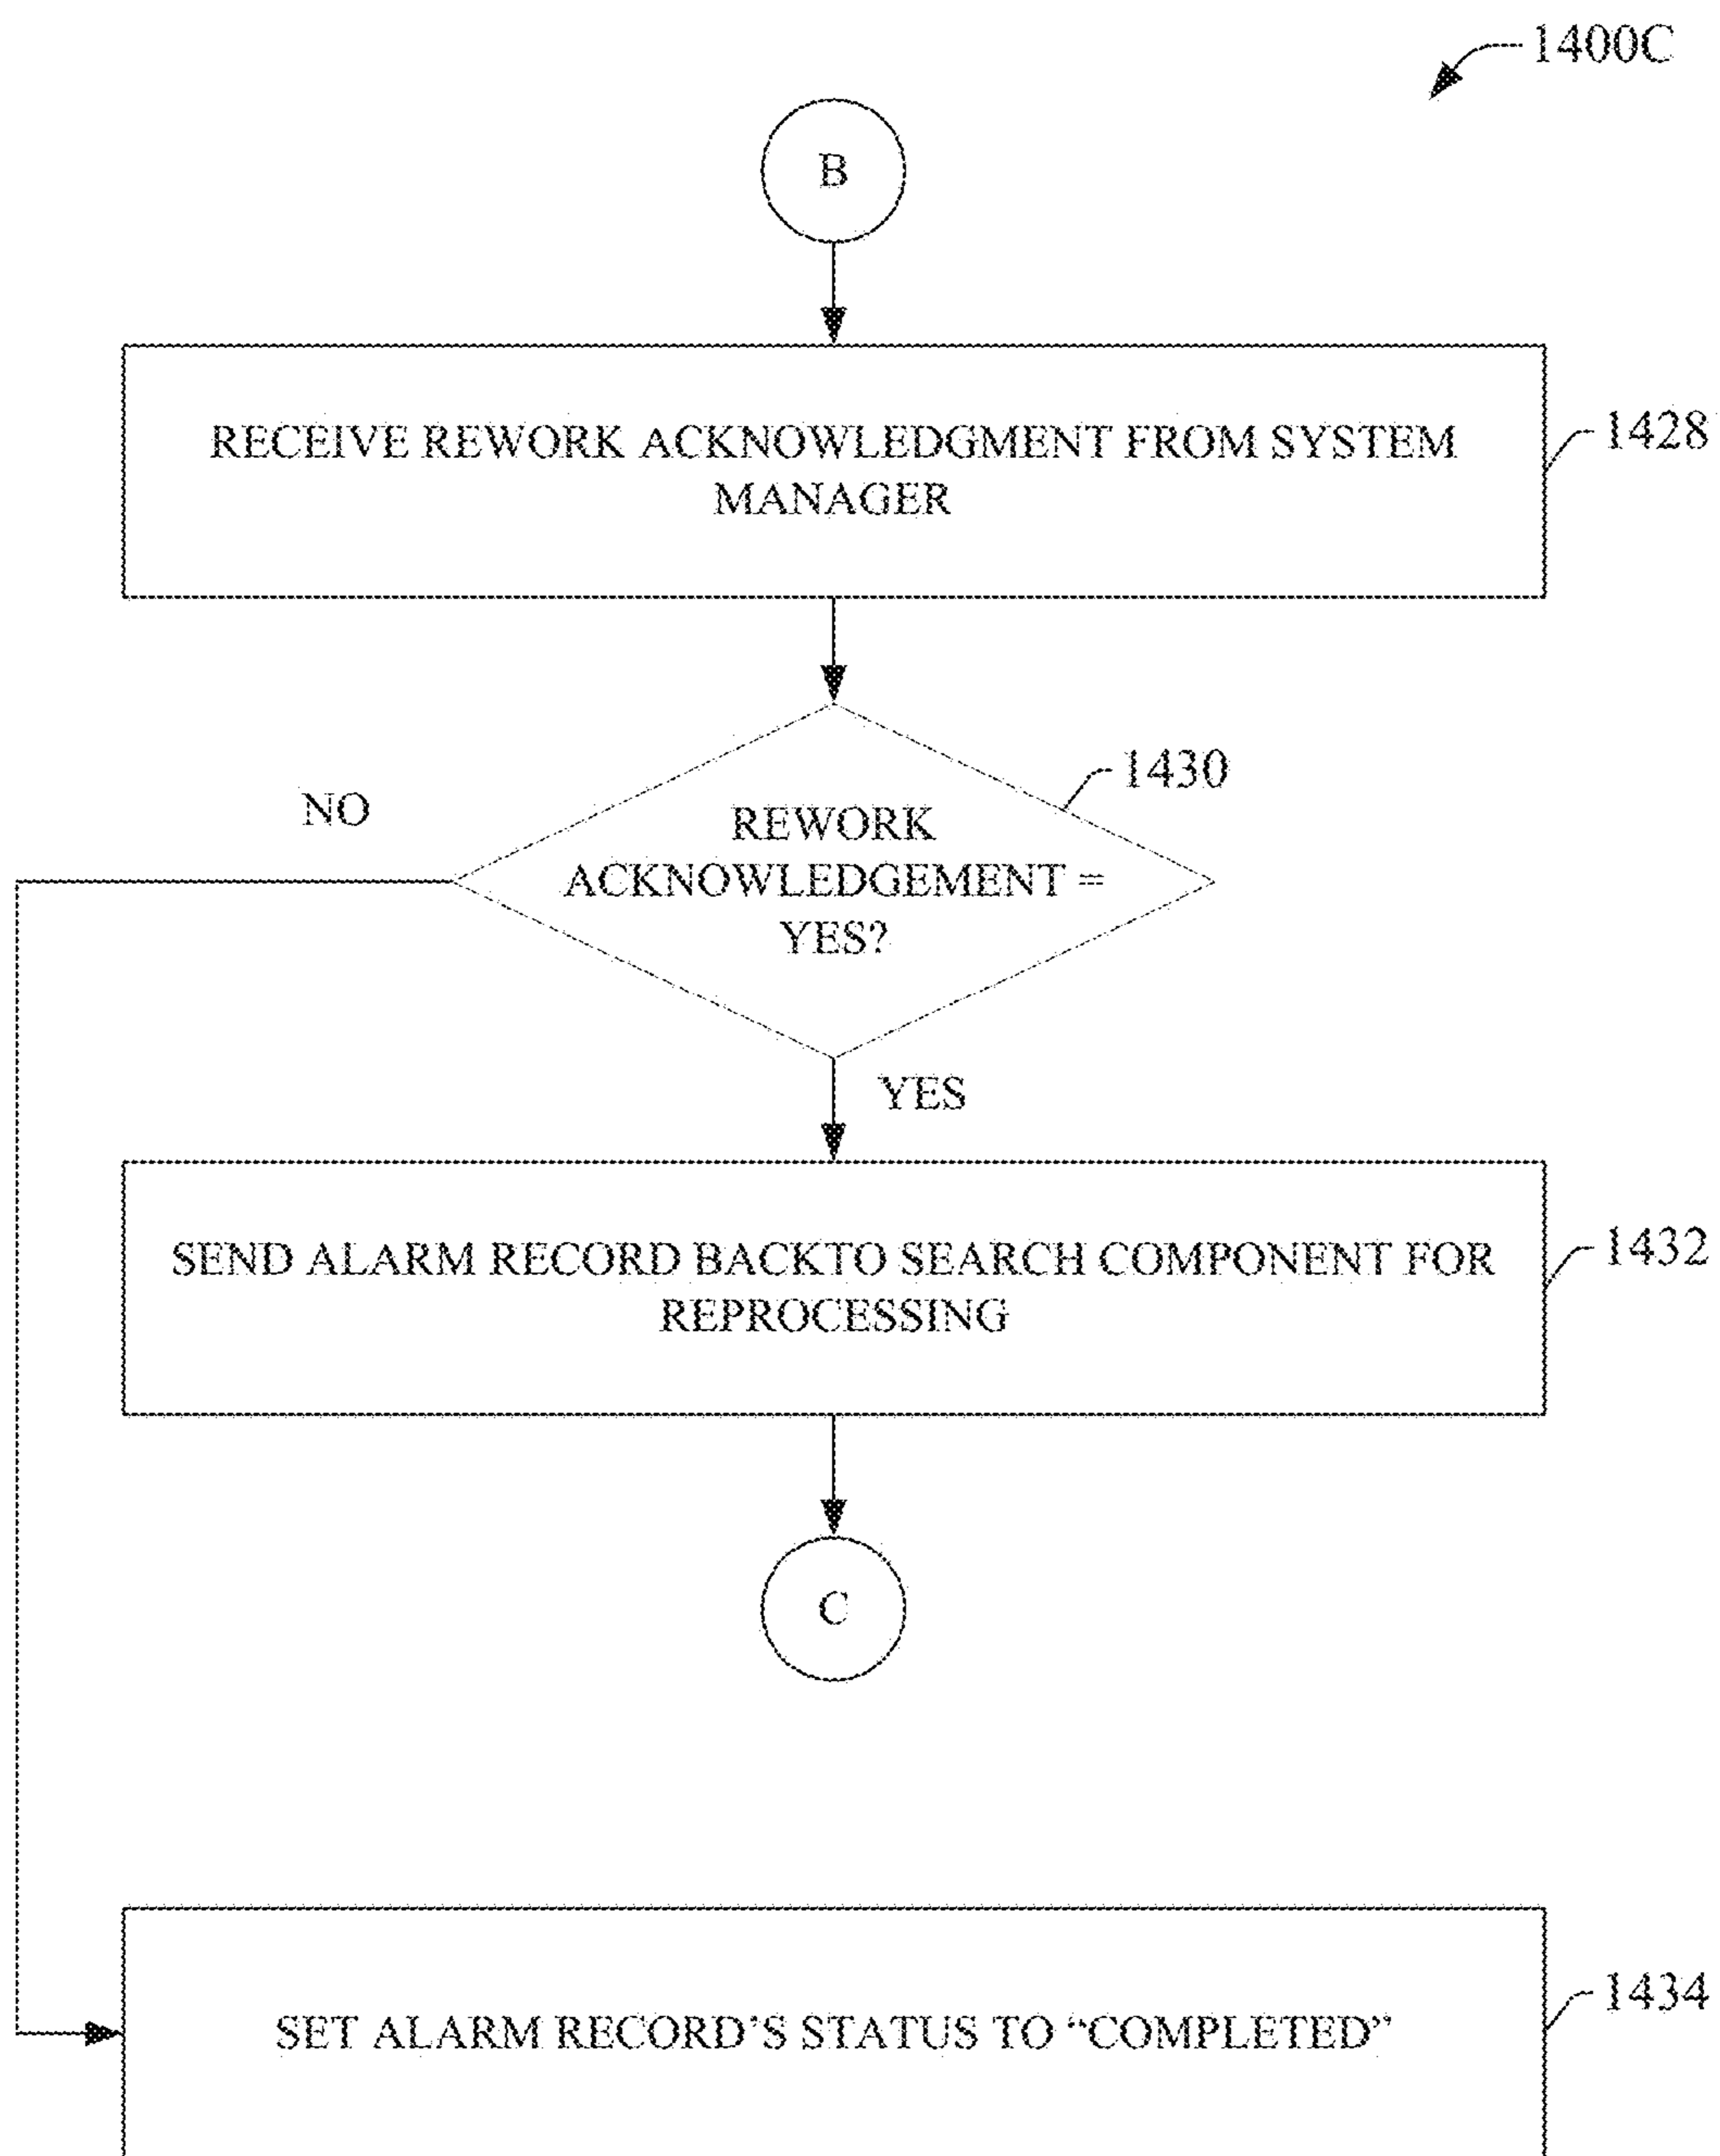 1400C
B
RECEIVE REWORK ACKNOWLEDGMENT FROM SYSTEM
MANAGER
1428
1430
NO
REWORK
ACKNOWLEDGEMENT =
YES?
YES
SEND ALARM RECORD BACKTO SEARCH COMPONENT FOR
REPROCESSING
1432
C
SET ALARM RECORD'S STATUS TO “COMPLETED”
1434